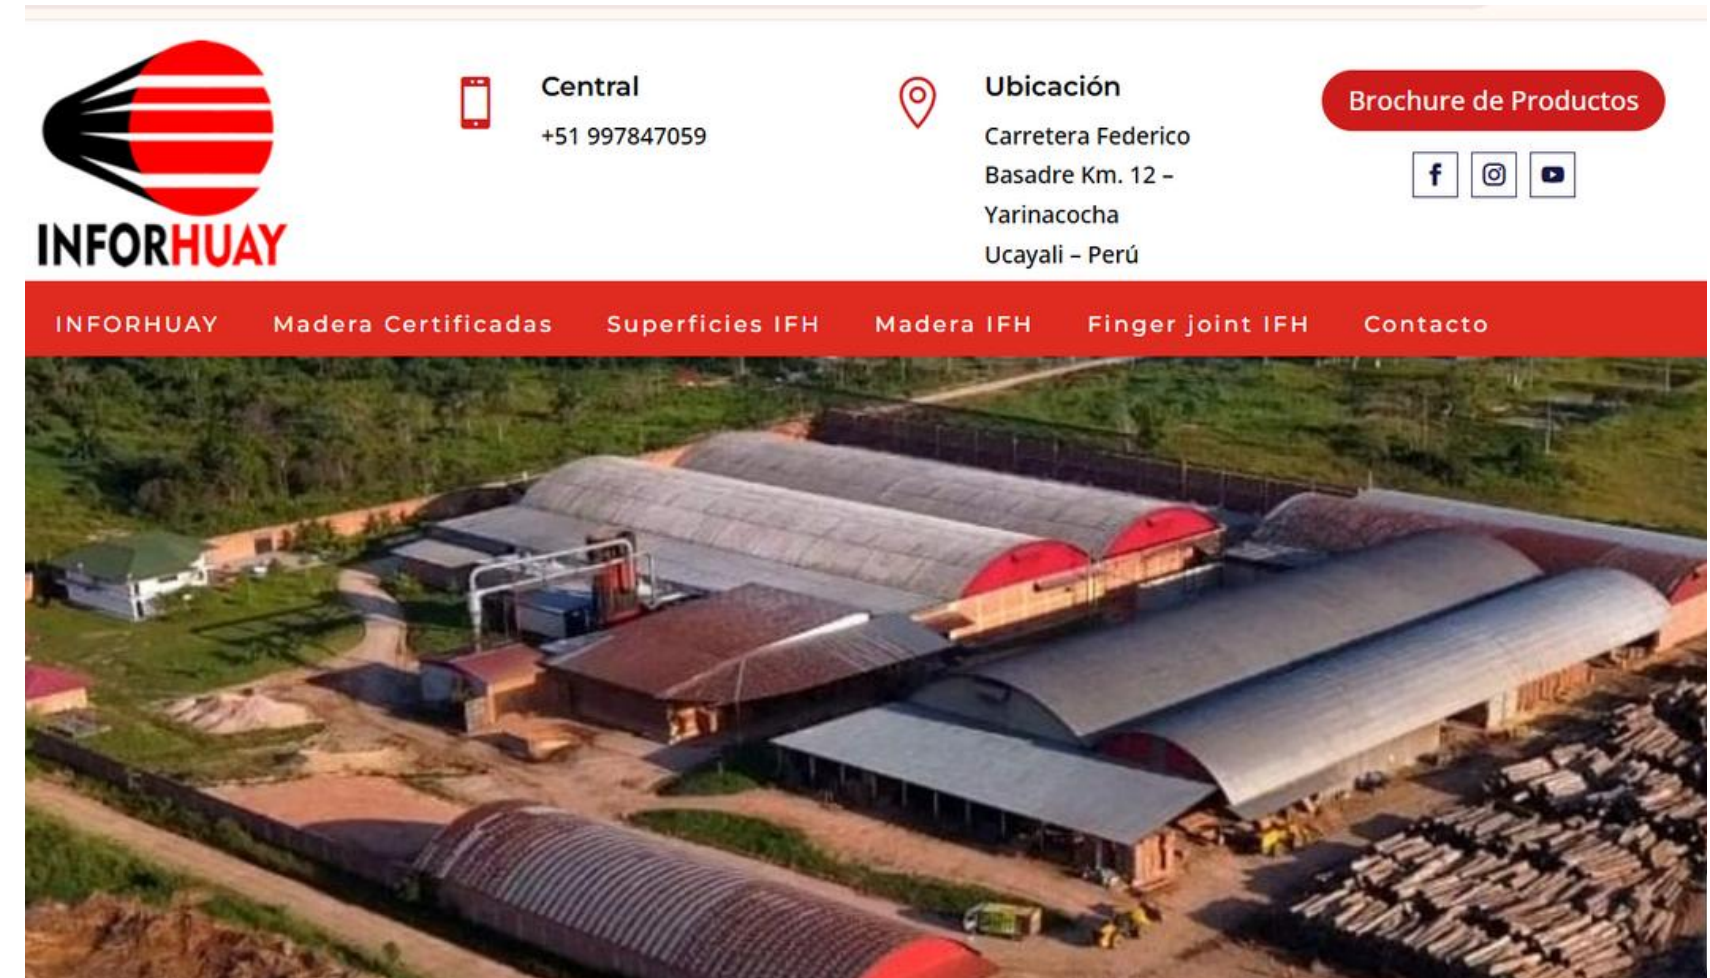 INFORHUAY
Central
+51 997847059
Ubicación
Carretera Federico
Basadre Km. 12 –
Yarinacocha
Ucayali – Perú
Brochure de Productos
INFORHUAY
Madera Certificadas
Superficies IFH
Madera IFH
Finger joint IFH
Contacto